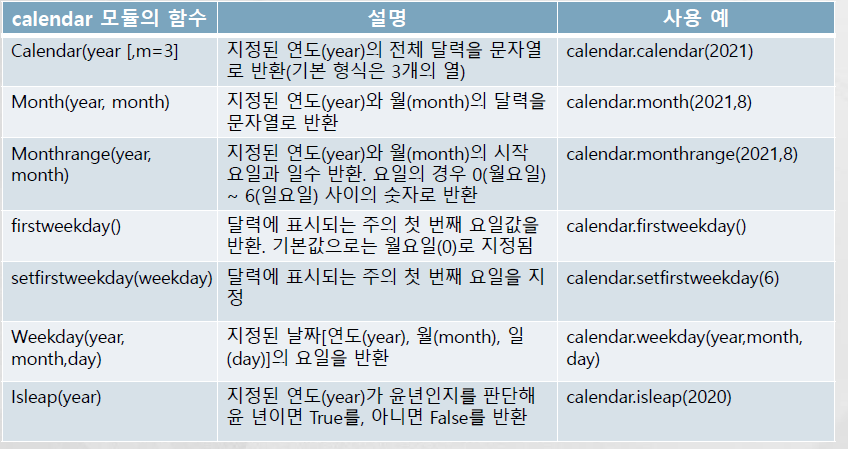 calendar 모듈의 함수
설명
사용 예
Calendar(year [,m=3]
지정된 연도(year)의 전체 달력을 문자열
로 반환(기본 형식은 3개의 열)
calendar.calendar(2021)
Month(year, month)
지정된 연도(year)와 월(month)의 달력을
문자열로 반환
calendar.month(2021,8)
Monthrange(year,
month)
지정된 연도(year)와 월(month)의 시작
요일과 일수 반환. 요일의 경우 0(월요일)
~ 6(일요일) 사이의 숫자로 반환
calendar.monthrange(2021,8)
firstweekday()
달력에 표시되는 주의 첫 번째 요일값을
반환. 기본값으로는 월요일(0)로 지정됨
calendar.firstweekday()
setfirstweekday(weekday)
달력에 표시되는 주의 첫 번째 요일을 지
정
calendar.setfirstweekday(6)
Weekday(year,
month,day)
지정된 날짜[연도(year), 월(month), 일
(day)]의 요일을 반환
calendar.weekday(year,month,
day)
Isleap(year)
지정된 연도(year)가 윤년인지를 판단해
윤 년이면 True를, 아니면 False를 반환
calendar.isleap(2020)